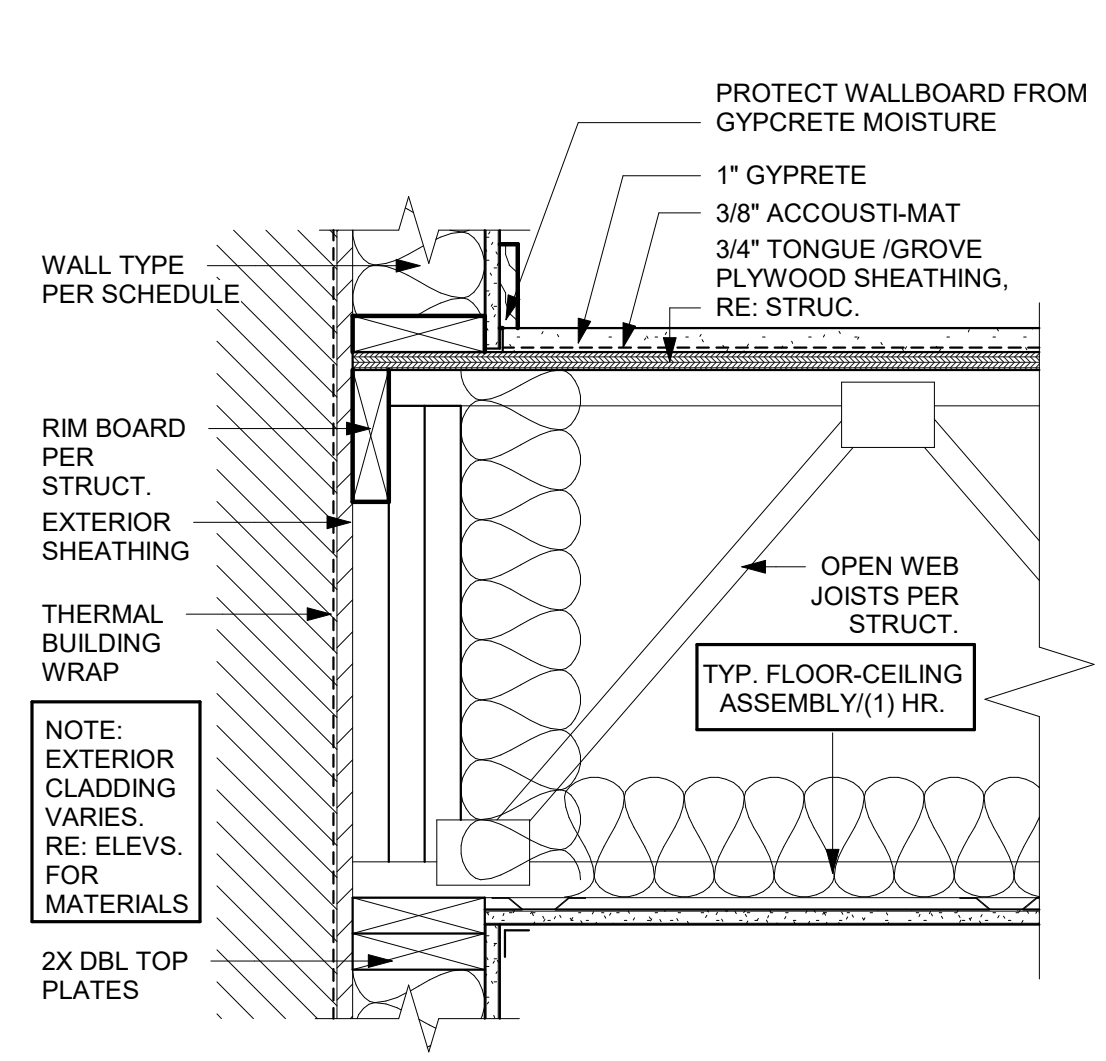 PROTECT WALLBOARD FROM
GYPCRETE MOISTURE
1" GYPRETE
3/8" ACCOUSTI-MAT
3/4" TONGUE /GROVE
PLYWOOD SHEATHING,
RE: STRUC.
WALL TYPE
PER SCHEDULE
RIM BOARD
PER
STRUCT.
EXTERIOR
SHEATHING
THERMAL
BUILDING
WRAP
OPEN WEB
JOISTS PER
STRUCT.
TYP. FLOOR-CEILING
ASSEMBLY/(1) HR.
NOTE:
EXTERIOR
CLADDING
VARIES.
RE: ELEVS.
FOR
MATERIALS
2X DBL TOP
PLATES